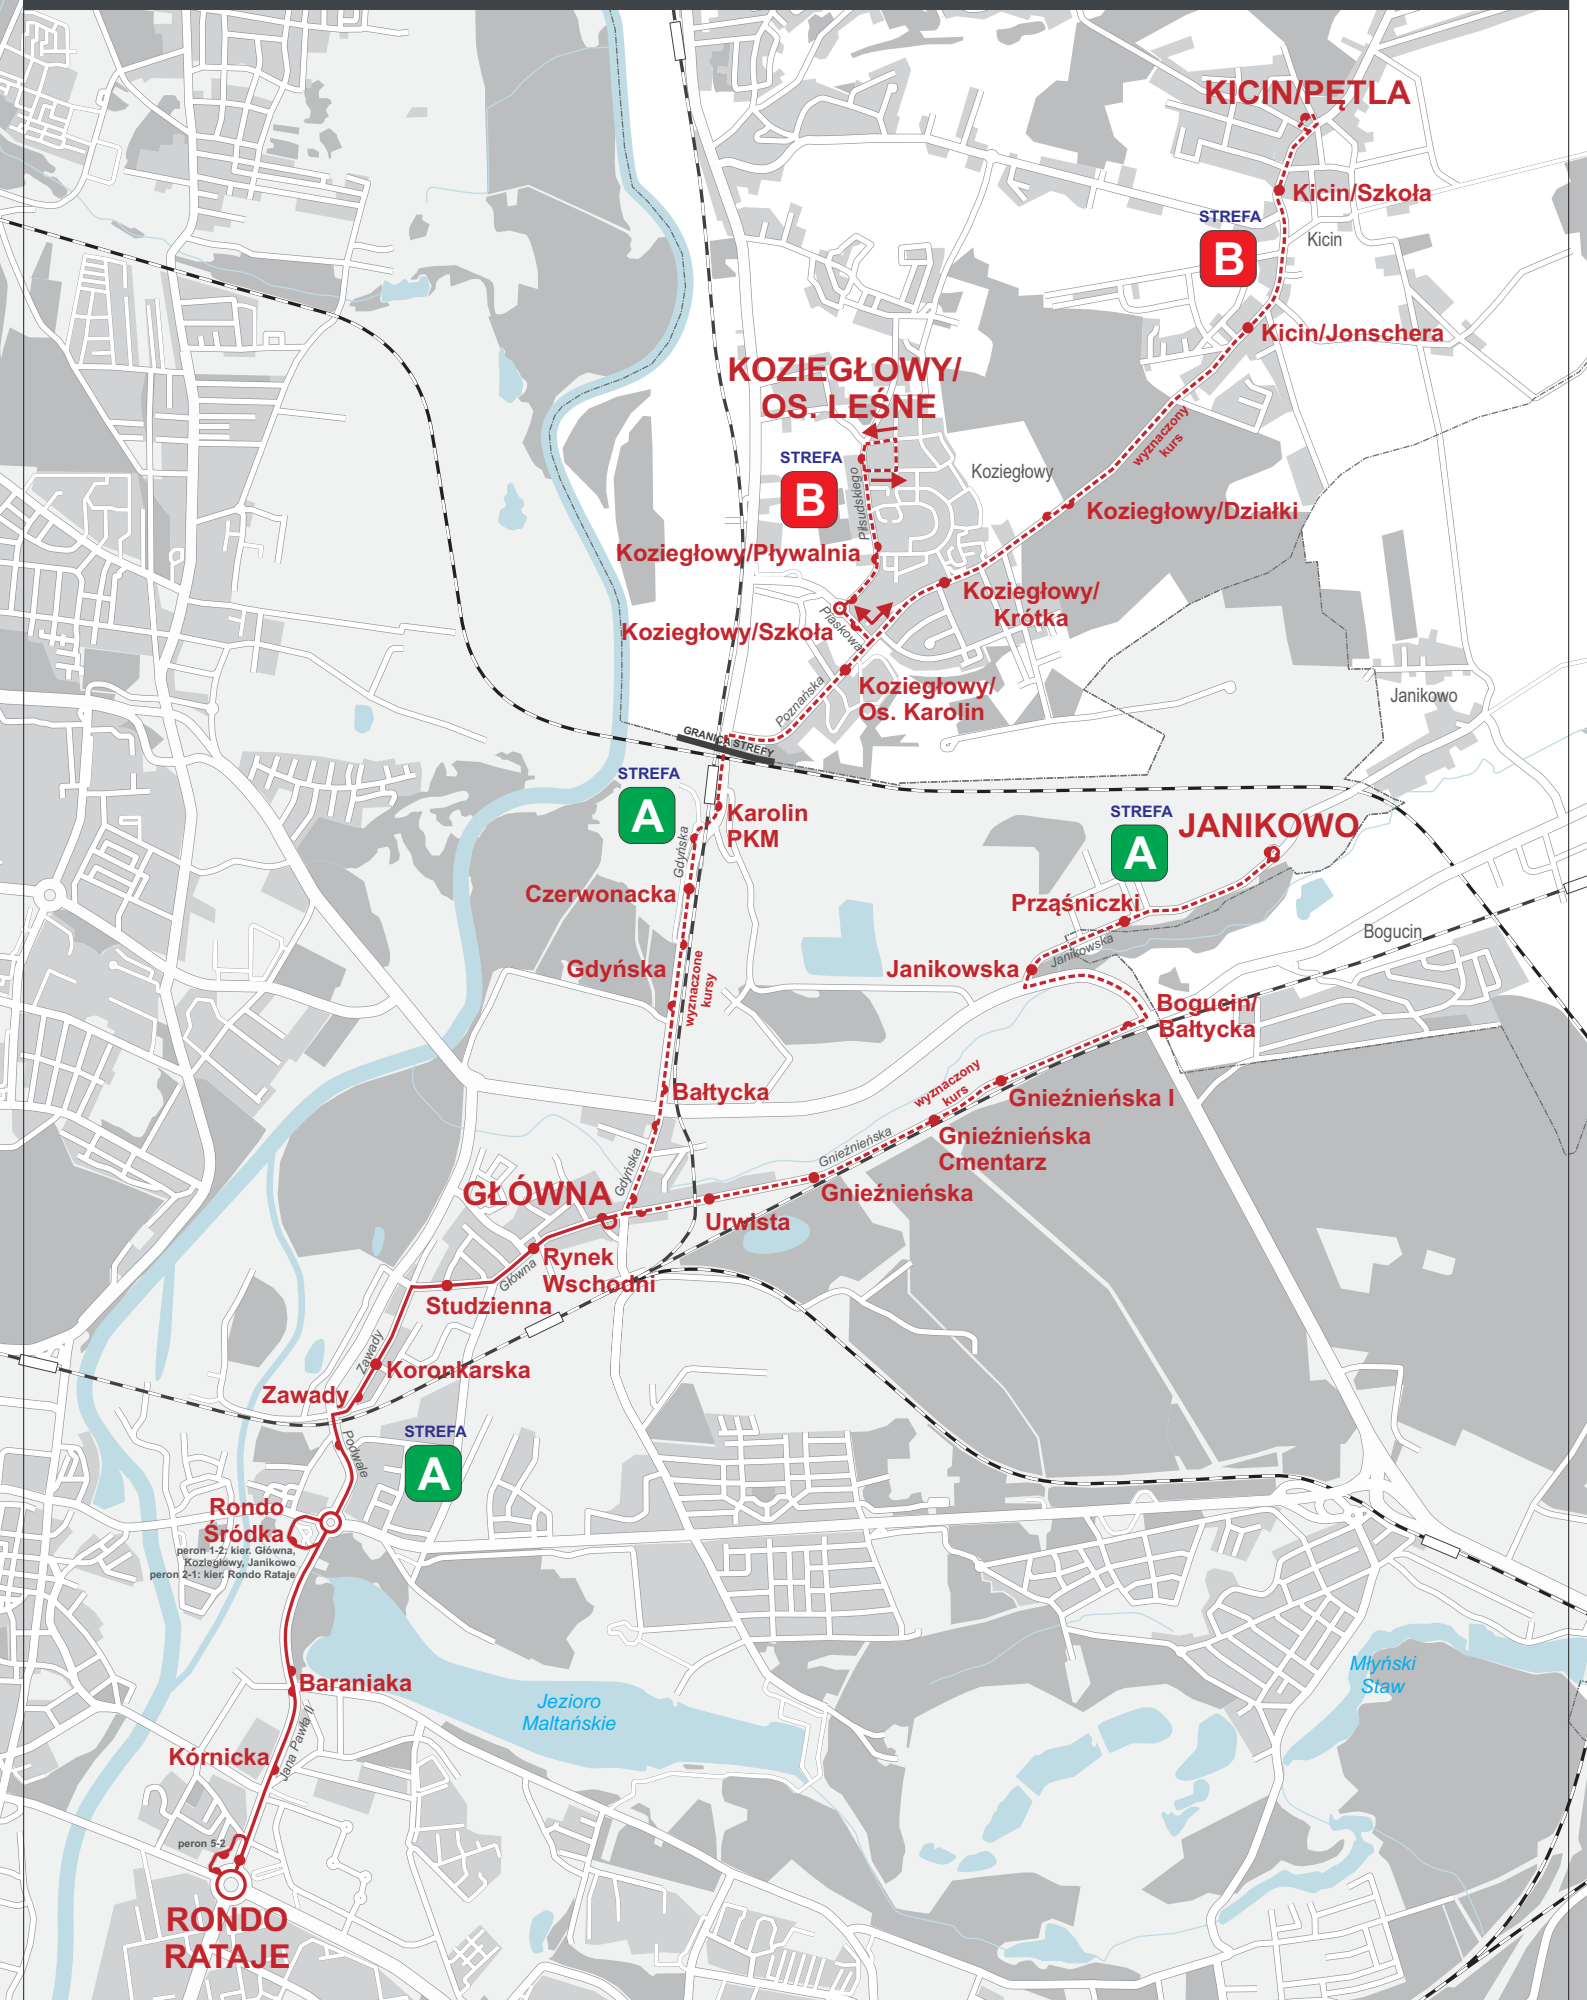 KICIN/PĘTLA
Kicin/Szkoła
STREFA
B
Kicin
Kicin/Jonschera
KOZIEGŁOWY/
OS. LEŚNE
wyznaczony
kurs
STREFA
B
Piłsudskiego
Koziegłowy
Koziegłowy/Działki
Koziegłowy/Pływalnia
Koziegłowy/
Krótka
Piaskowa
Koziegłowy/Szkoła
Koziegłowy/
Os. Karolin
Poznańska
Janikowo
GRANICA STREFY
STREFA
A
Karolin
PKM
Gdyńska
STREFA
A
JANIKOWO
Czerwonacka
Prząśniczki
Janikowska
Bogucin
Gdyńska
wyznaczone
kursy
Janikowska
Bogucin/
Bałtycka
wyznaczony
kurs
Bałtycka
Gnieźnieńska I
Gnieźnieńska
Cmentarz
Gnieźnieńska
Gdyńska
GŁÓWNA
Gnieźnieńska
Urwista
Rynek
Wschodni
Główna
Studzienna
Zawady
Koronkarska
Zawady
STREFA
A
Podwale
Rondo
Śródka
peron 1-2: kier. Główna,
Koziegłowy, Janikowo
peron 2-1: kier. Rondo Rataje
Baraniaka
Jezioro
Maltańskie
Młyński
Staw
Jana Pawła II
Kórnicka
peron 5-2
RONDO
RATAJE